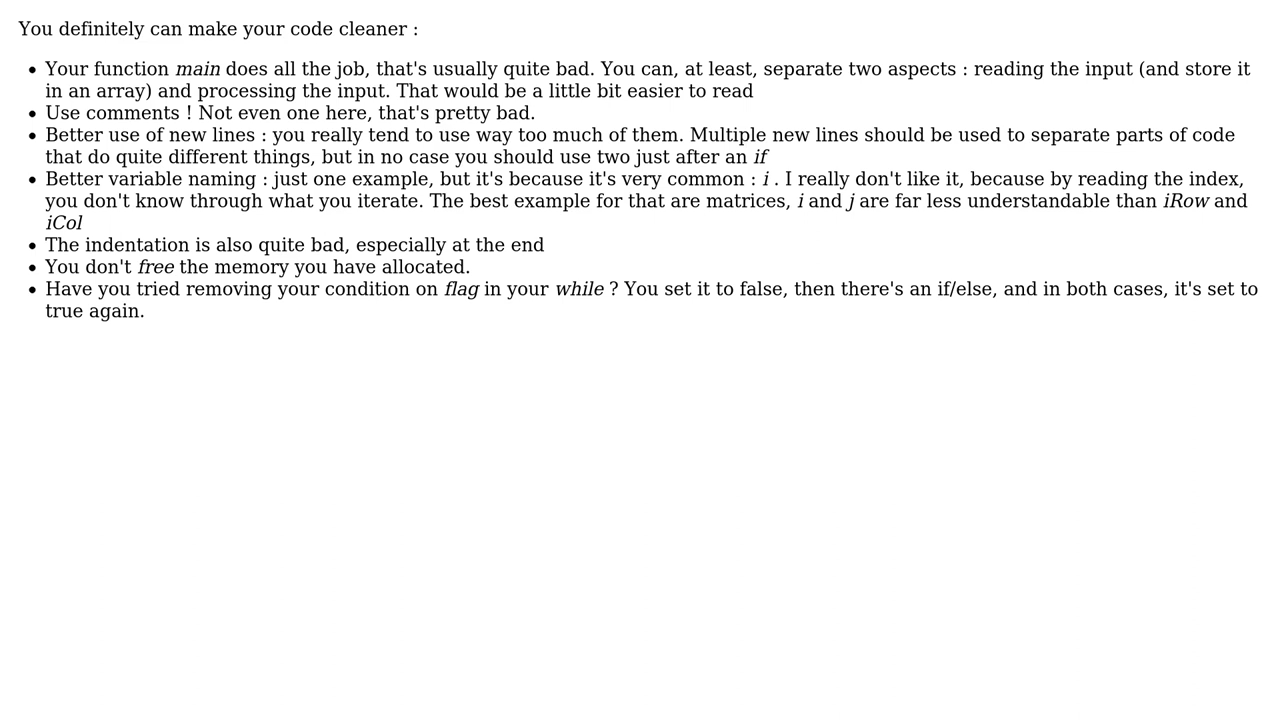 You definitely can make your code cleaner :
• Your function main does all the job, that's usually quite bad. You can, at least, separate two aspects : reading the input (and store it
in an array) and processing the input. That would be a little bit easier to read
• Use comments ! Not even one here, that's pretty bad.
• Better use of new lines : you really tend to use way too much of them. Multiple new lines should be used to separate parts of code
that do quite different things, but in no case you should use two just after an if
• Better variable naming : just one example, but it's because it's very common : i . I really don't like it, because by reading the index,
you don't know through what you iterate. The best example for that are matrices, i and j are far less understandable than iRow and
iCol
• The indentation is also quite bad, especially at the end
• You don't free the memory you have allocated.
• Have you tried removing your condition on flag in your while ? You set it to false, then there's an if/else, and in both cases, it's set to
true again.